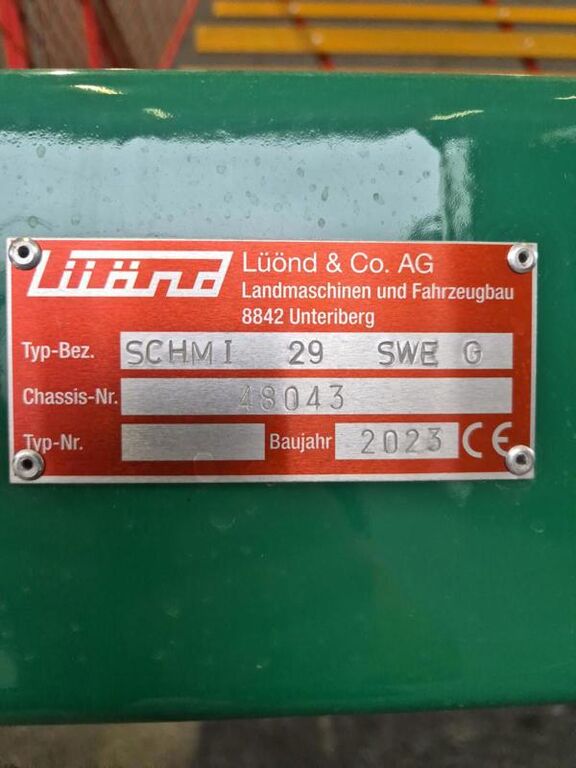 Lüönd
Lüönd & Co. AG
Landmaschinen und Fahrzeugbau
8842 Unteriberg
Typ-Bez. SCHMI 29 SWE G
Chassis-Nr. 48043
Typ-Nr. Baujahr 2023 CE